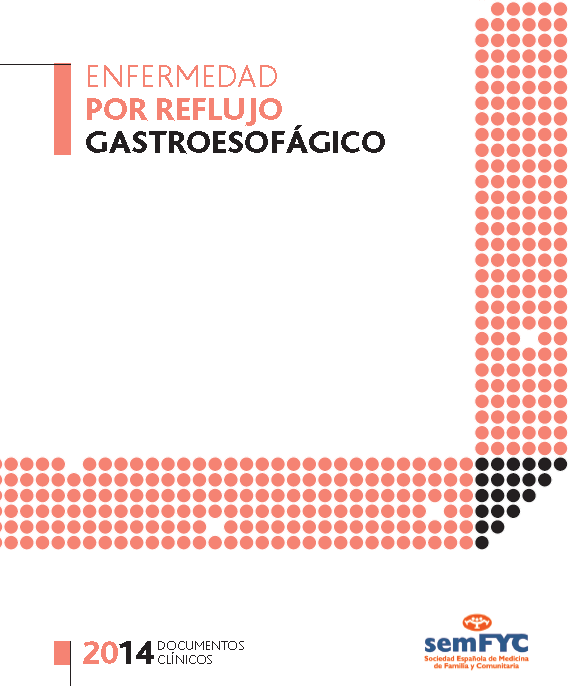 ENFERMEDAD
POR REFLUJO
GASTROESOFÁGICO
2014 DOCUMENTOS
CLÍNICOS
semFYC
Sociedad Española de Medicina
de Familia y Comunitaria